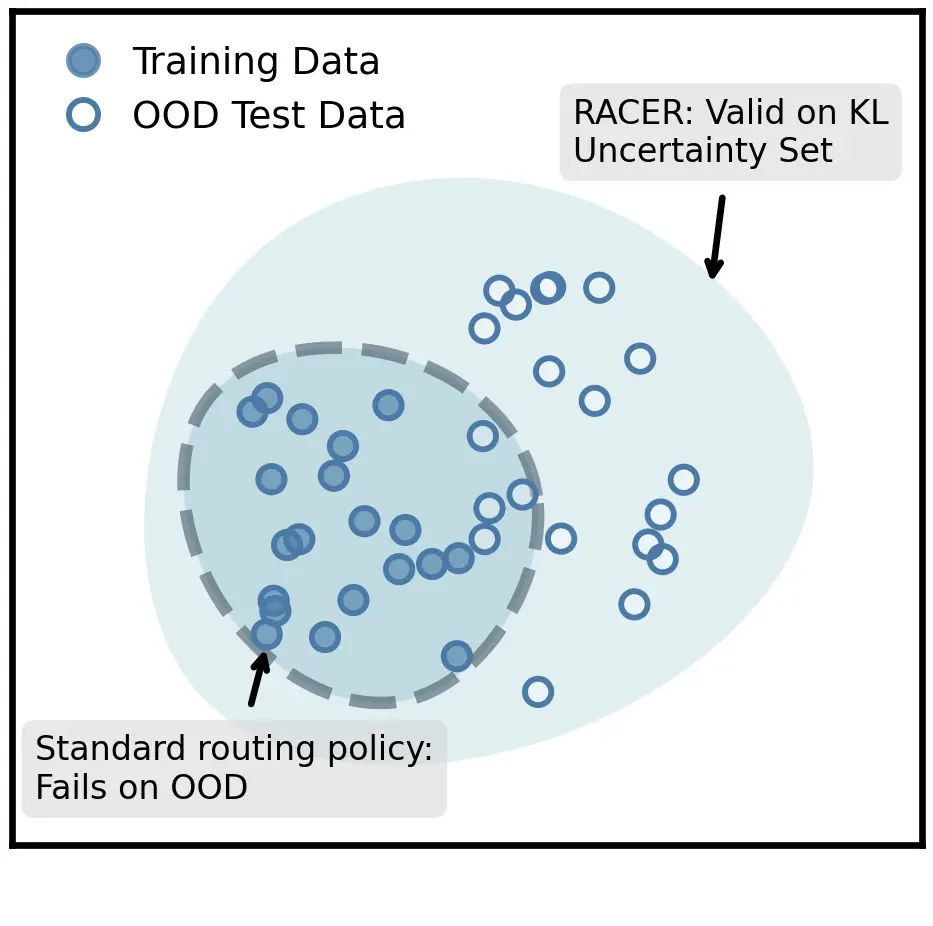 Training Data
OOD Test Data
RACER: Valid on KL
Uncertainty Set
Standard routing policy:
Fails on OOD